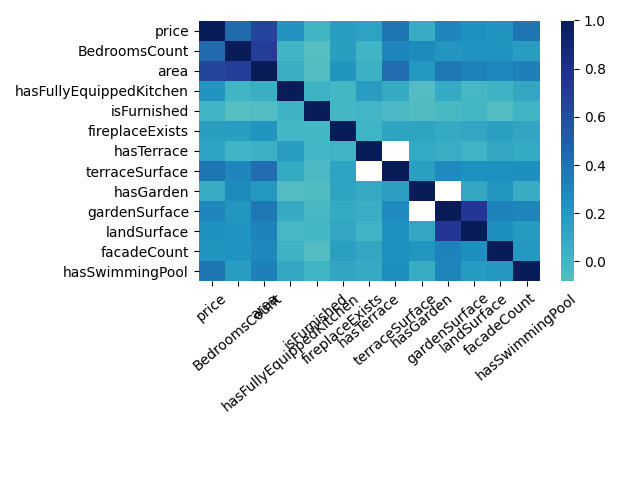 price
BedroomsCount
area
hasFullyEquippedKitchen
isFurnished
fireplaceExists
hasTerrace
terraceSurface
hasGarden
gardenSurface
landSurface
facadeCount
hasSwimmingPool
1.0
0.8
0.6
0.4
0.2
0.0
price
BedroomsCount
area
hasFullyEquippedKitchen
isFurnished
fireplaceExists
hasTerrace
terraceSurface
hasGarden
gardenSurface
landSurface
facadeCount
hasSwimmingPool